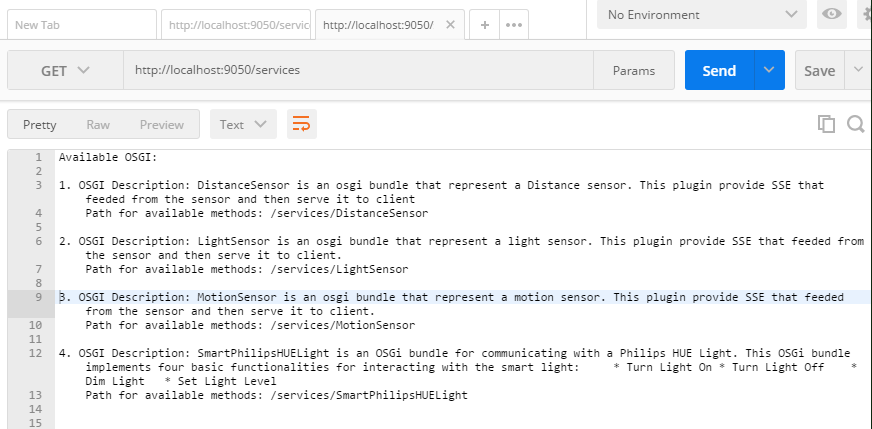 New Tab
http://localhost:9050/servic
http://localhost:9050/
No Environment
GET
http://localhost:9050/services
Params
Send
Save
Pretty
Raw
Preview
Text
1 Available OSGI:
2
3 1. OSGI Description: DistanceSensor is an osgi bundle that represent a Distance sensor. This plugin provide SSE that
feeded from the sensor and then serve it to client
4 Path for available methods: /services/DistanceSensor
5
6 2. OSGI Description: LightSensor is an osgi bundle that represent a light sensor. This plugin provide SSE that feeded from
the sensor and then serve it to client.
7 Path for available methods: /services/LightSensor
8
9 3. OSGI Description: MotionSensor is an osgi bundle that represent a motion sensor. This plugin provide SSE that feeded
from the sensor and then serve it to client.
10 Path for available methods: /services/MotionSensor
11
12 4. OSGI Description: SmartPhilipsHUELight is an OSGi bundle for communicating with a Philips HUE Light. This OSGi bundle
implements four basic functionalities for interacting with the smart light: * Turn Light On * Turn Light Off *
Dim Light * Set Light Level
13 Path for available methods: /services/SmartPhilipsHUELight
14
15